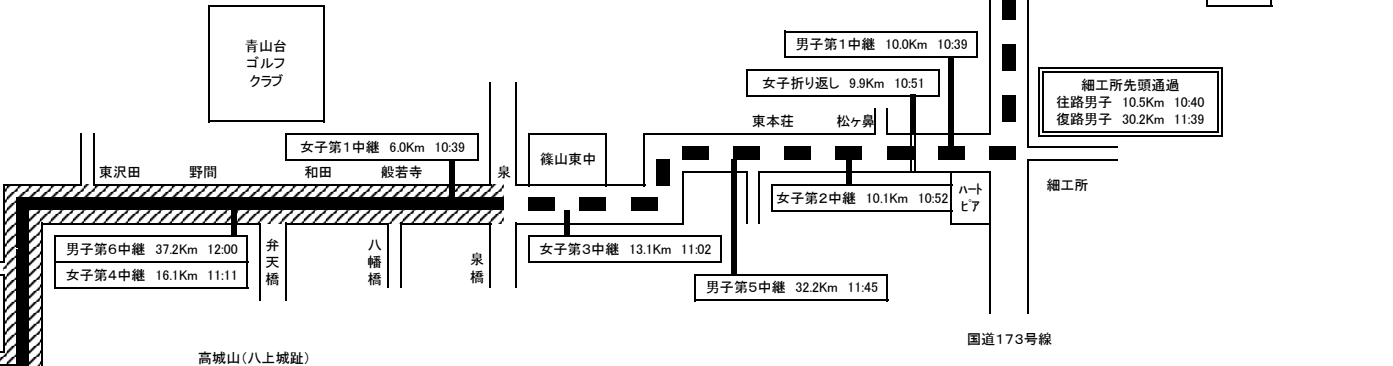 青山台
ゴルフ
クラブ
男子第1中継 10.0Km 10:39
女子折り返し 9.9Km 10:51
細工所先頭通過
往路男子 10.5Km 10:40
復路男子 30.2Km 11:39
東本荘
松ヶ鼻
女子第1中継 6.0Km 10:39
篠山東中
東沢田
野間
和田
般若寺
泉
細工所
女子第2中継 10.1Km 10:52
ハート
ピア
男子第6中継 37.2Km 12:00
女子第4中継 16.1Km 11:11
弁天橋
八幡橋
泉橋
女子第3中継 13.1Km 11:02
男子第5中継 32.2Km 11:45
国道173号線
高城山(八上城趾)